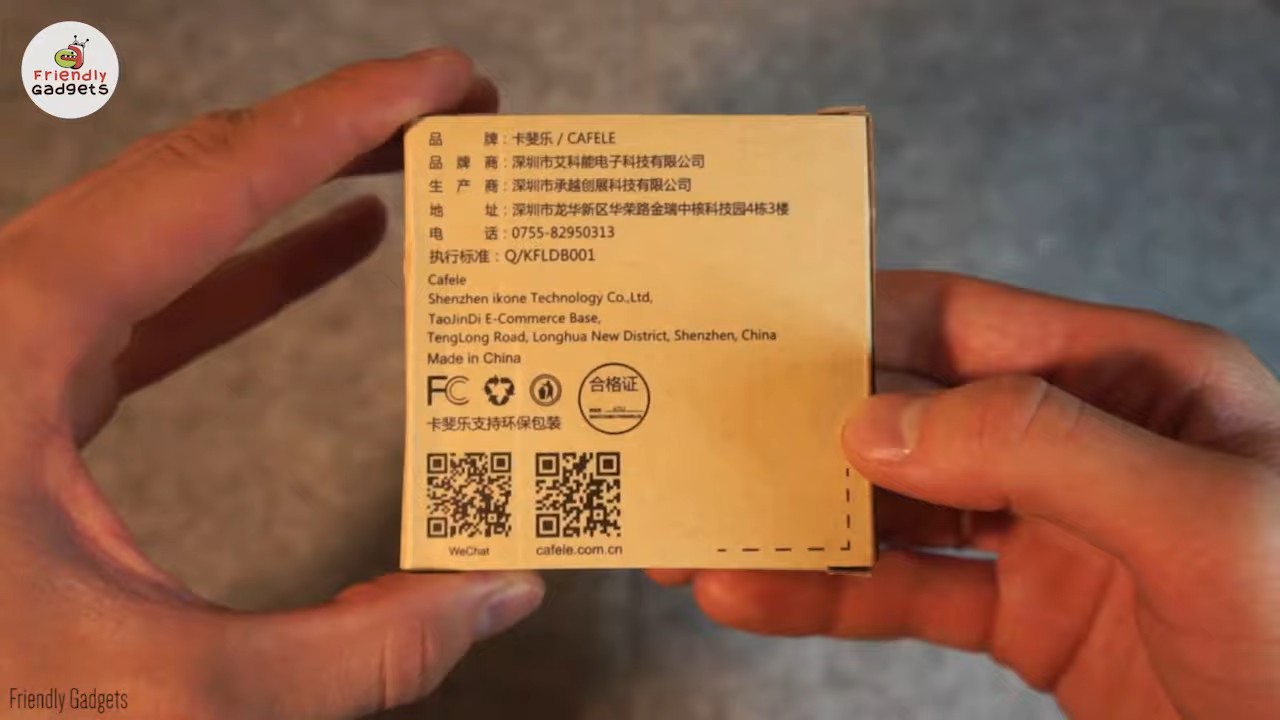 Friendly
GAdgETs
品牌：卡斐乐 / CAFELE
品牌商：深圳市艾科能电子科技有限公司
生产商：深圳市承越创展科技有限公司
地址：深圳市龙华新区华荣路金瑞中核科技园4栋3楼
电话：0755-82950313
执行标准：Q/KFLDB001
Cafele
Shenzhen ikone Technology Co.,Ltd,
TaoJinDi E-Commerce Base,
TengLong Road, Longhua New District, Shenzhen, China
Made in China
FC
合格证
卡斐乐支持环保包装
WeChat
cafele.com.cn
Friendly Gadgets